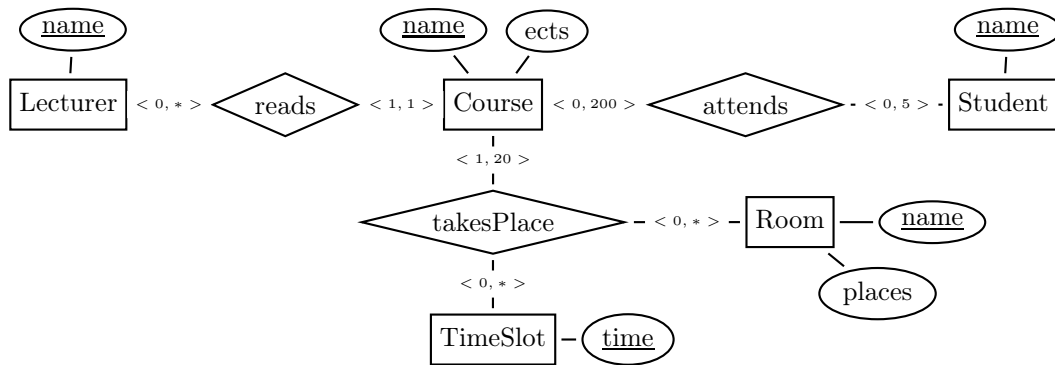 name
name
ects
name
Lecturer
< 0, * >
reads
< 1, 1 >
Course
< 0, 200 >
attends
< 0, 5 >
Student
< 1, 20 >
takesPlace
< 0, * >
Room
name
< 0, * >
places
TimeSlot
time